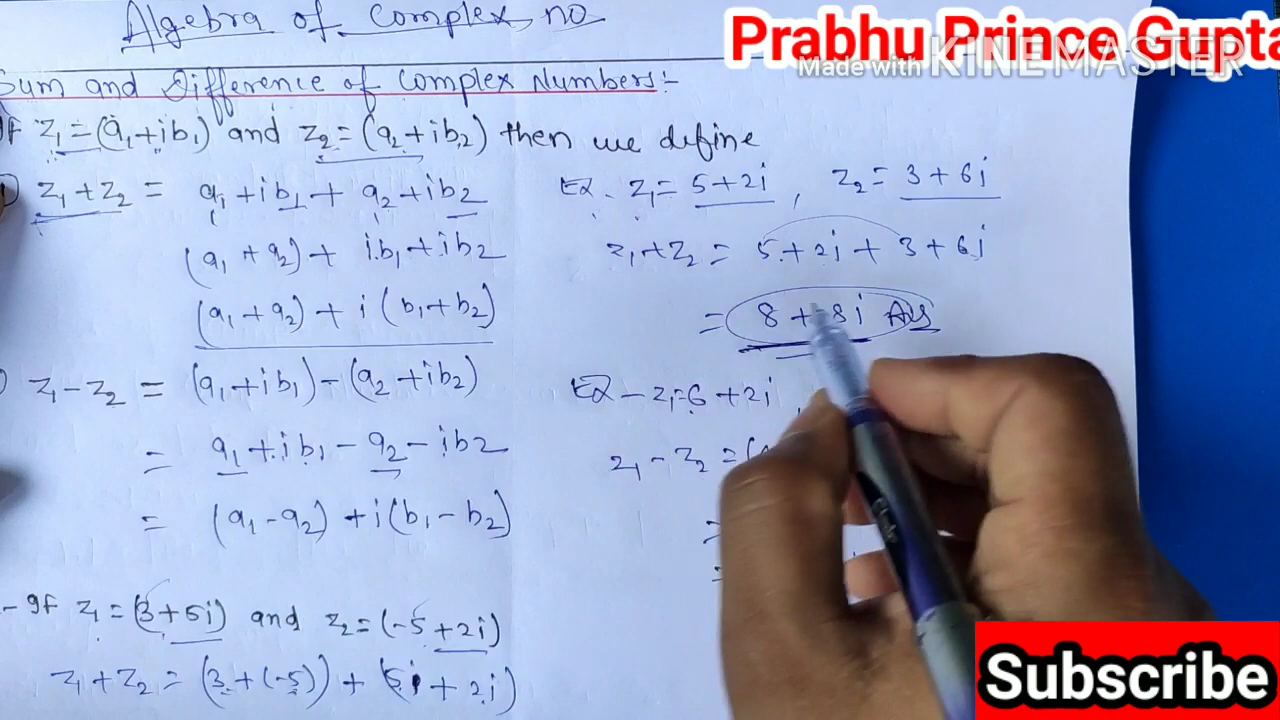 Algebra of complex no
Prabhu Prince Gupta
Made with KINEMASTER
Sum and Difference of Complex Numbers:-
If z₁ = (a₁+ib₁) and z₂ = (a₂+ib₂) then we define
z₁+z₂ = a₁+ib₁ + a₂+ib₂
(a₁+a₂) + ib₁+ib₂
(a₁+a₂) + i(b₁+b₂)
z₁-z₂ = (a₁+ib₁)-(a₂+ib₂)
= a₁+ib₁-a₂-ib₂
= (a₁-a₂) +i(b₁-b₂)
Ex - z₁= 5+2i, z₂= 3+6i
z₁+z₂ = 5+2i + 3+6i
= 8+8i Ans
Ex - z₁=6+2i,
z₁-z₂ =(
=
=
- If z₁ = (3+5i) and z₂=(-5+2i)
z₁+z₂ = (3+(-5)) + (5i+2i)
Subscribe